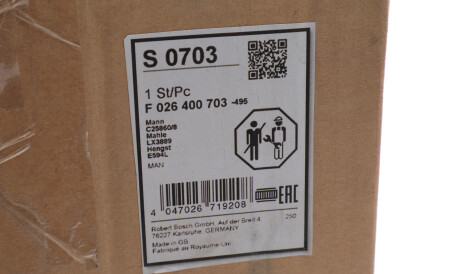 S 0703
1 St/Pc
F 026 400 703 -495
Mann
C25860/8
Mahle
LX3889
Hengst
E594L
MAN
4 047026 719208
EAC
Robert Bosch GmbH, Auf der Breit 4
76227 Karlsruhe, GERMANY
250
Made in GB
Fabriqué au Royaume-Uni